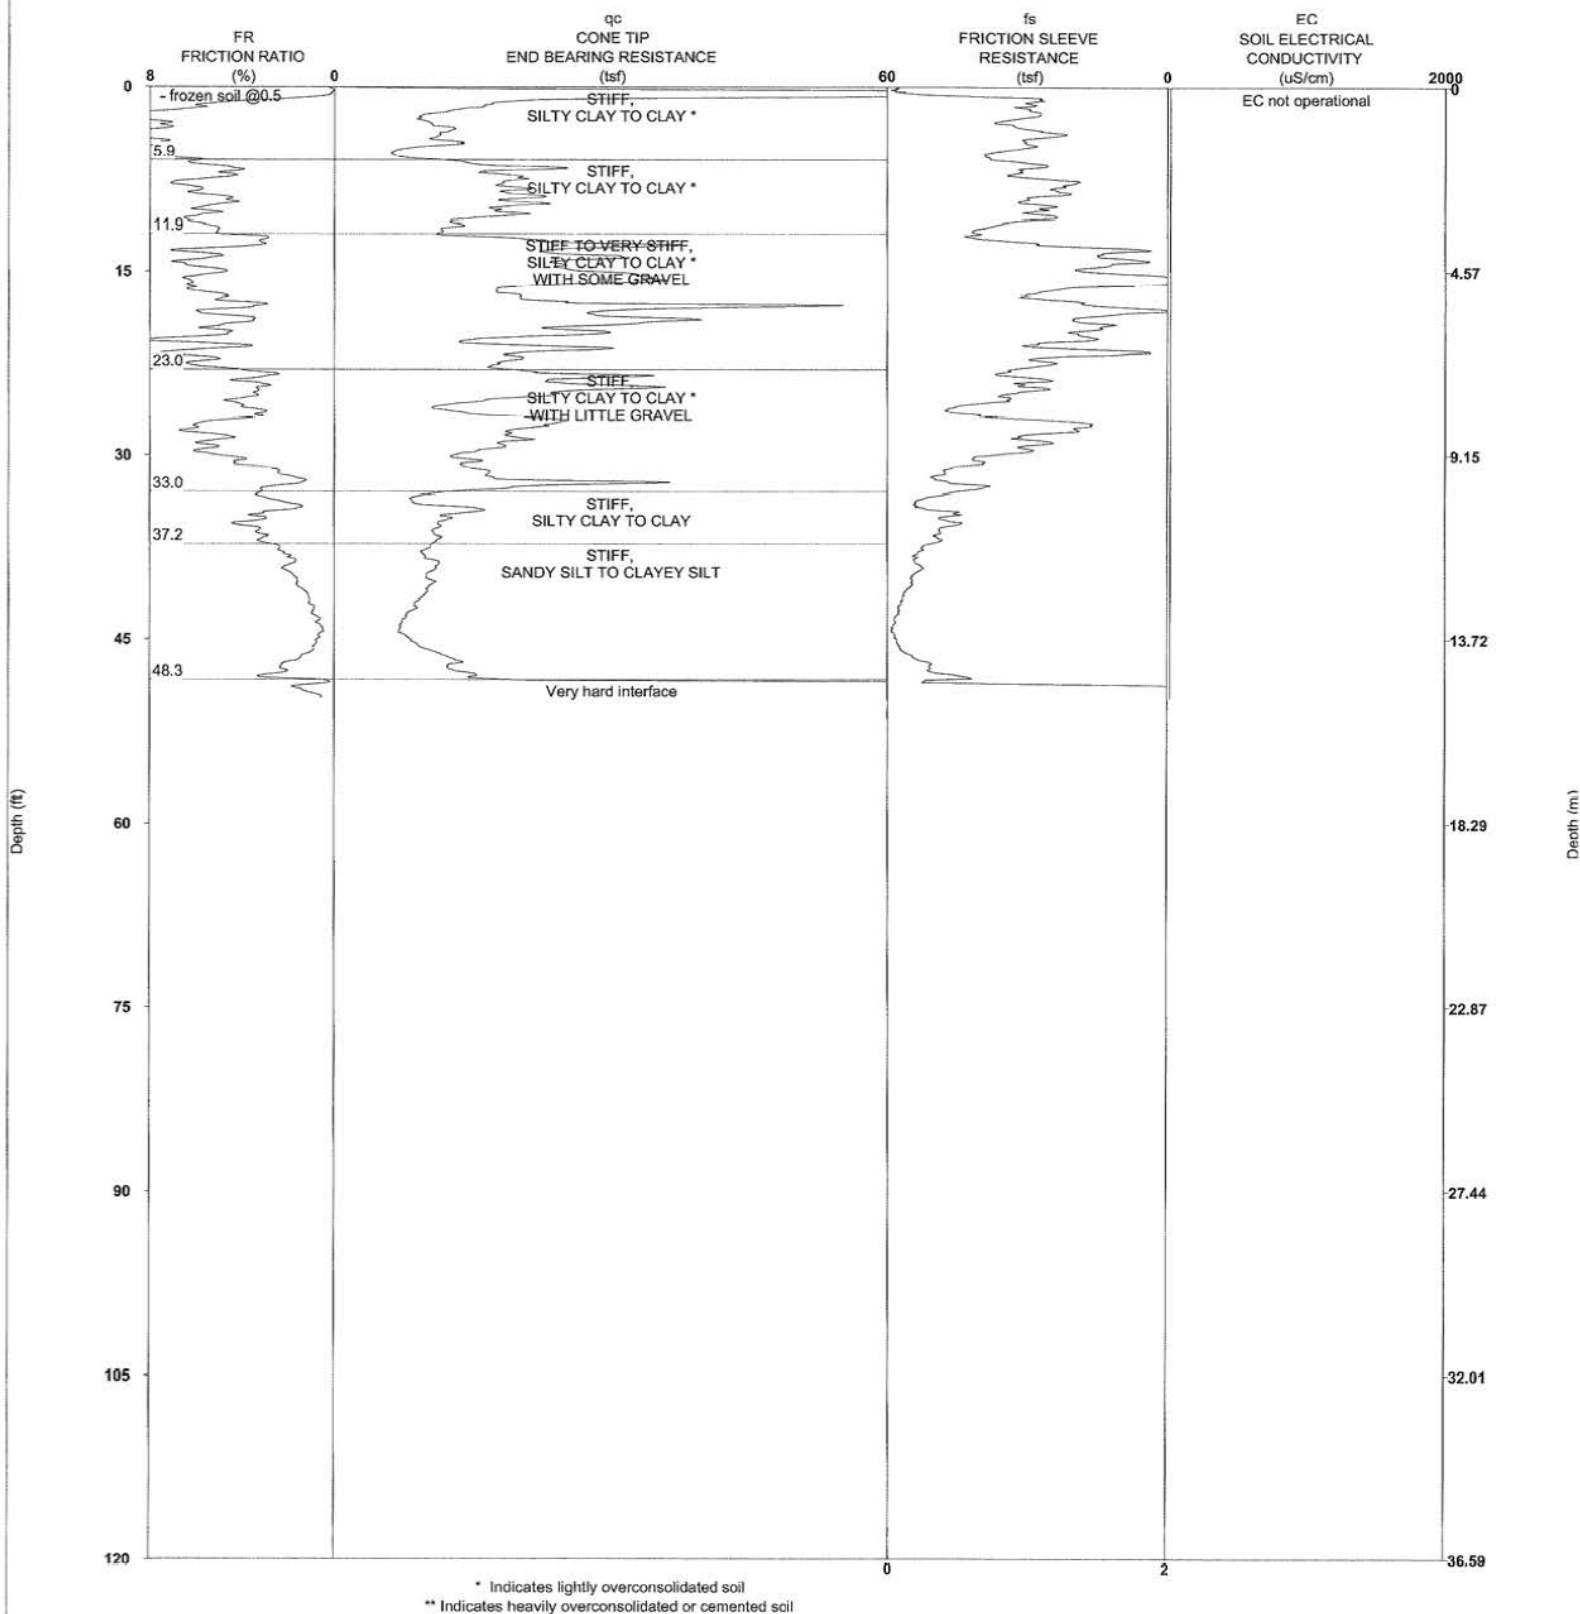 FR
FRICTION RATIO
(%)
8 0
qc
CONE TIP
END BEARING RESISTANCE
(tsf)
60
fs
FRICTION SLEEVE
RESISTANCE
(tsf)
0
EC
SOIL ELECTRICAL
CONDUCTIVITY
(uS/cm)
2000
0
0
- frozen soil @0.5
STIFF,
SILTY CLAY TO CLAY *
EC not operational
5.9
STIFF,
SILTY CLAY TO CLAY *
11.9
STIFF TO VERY STIFF,
SILTY CLAY TO CLAY *
WITH SOME GRAVEL
15
4.57
23.0
STIFF,
SILTY CLAY TO CLAY *
WITH LITTLE GRAVEL
30
9.15
33.0
STIFF,
SILTY CLAY TO CLAY
37.2
STIFF,
SANDY SILT TO CLAYEY SILT
45
13.72
48.3
Very hard interface
Depth (ft)
Depth (m)
60
18.29
75
22.87
90
27.44
105
32.01
120
0
2
36.59
* Indicates lightly overconsolidated soil
** Indicates heavily overconsolidated or cemented soil